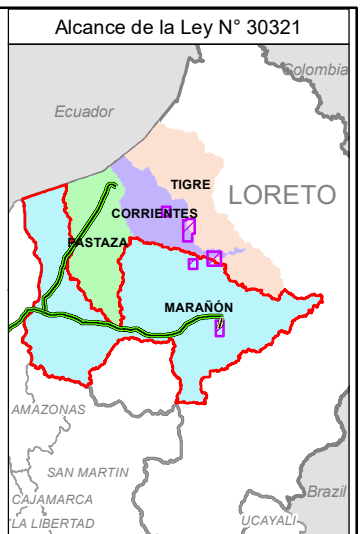 Alcance de la Ley N° 30321
Colombia
Ecuador
TIGRE
LORETO
CORRIENTES
PASTAZA
MARAÑÓN
AMAZONAS
SAN MARTIN
CAJAMARCA
Brazil
LA LIBERTAD
UCAYALI